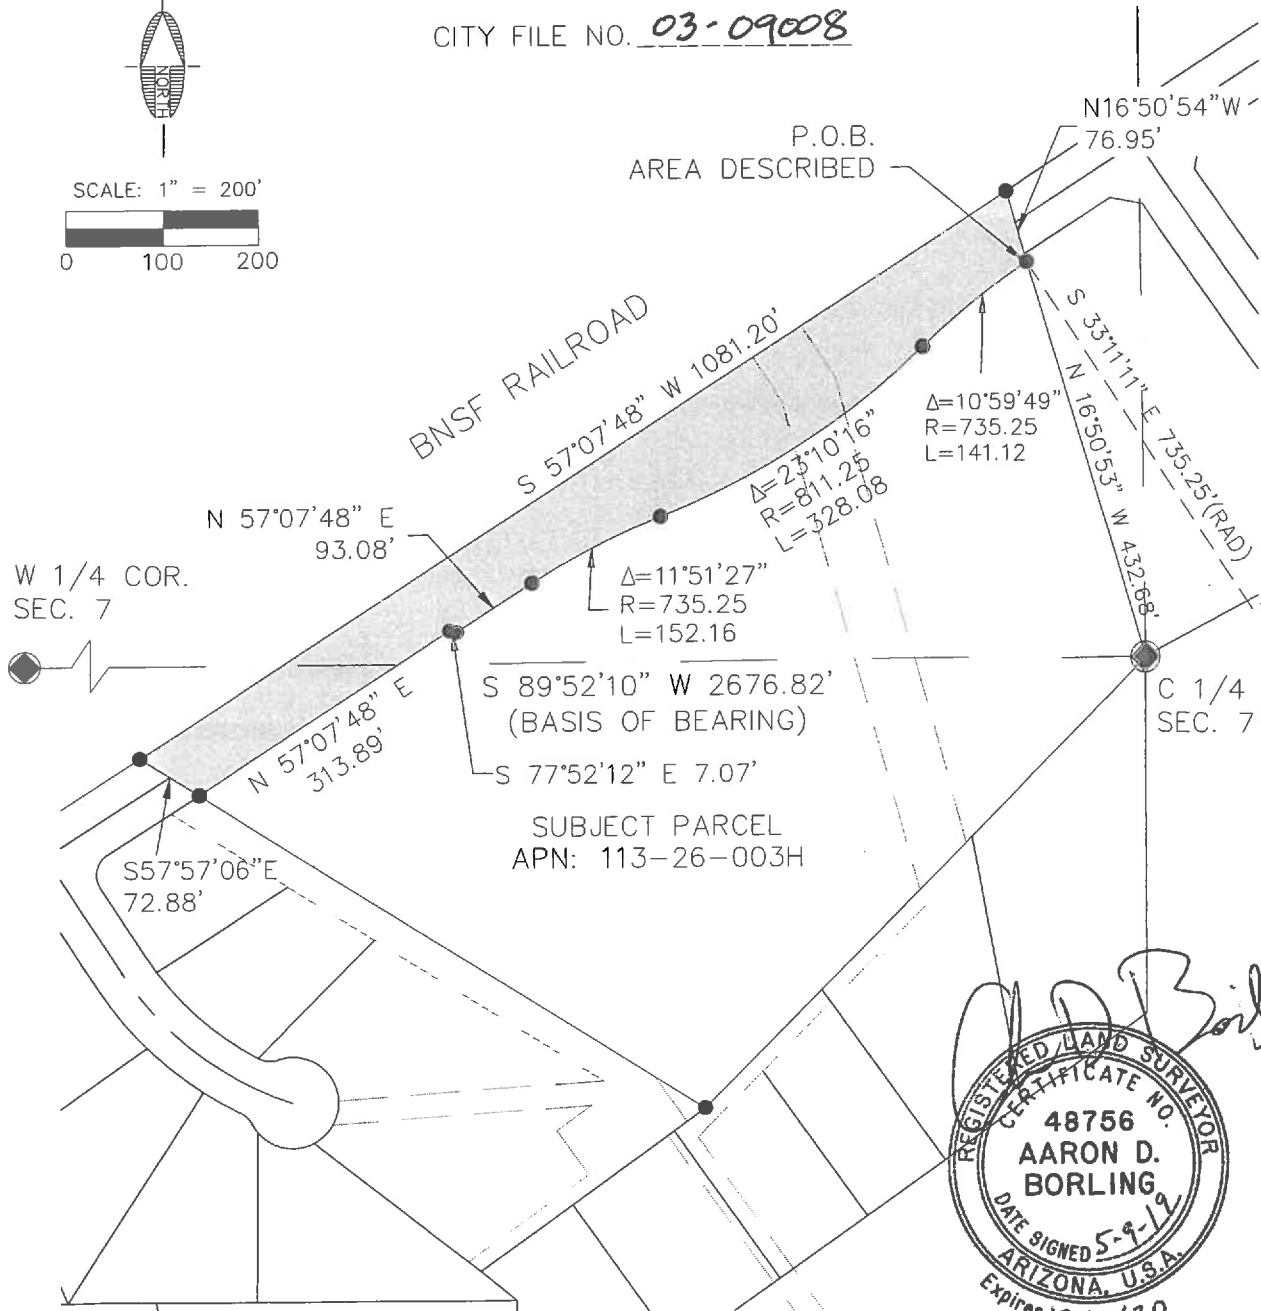 CITY FILE NO. 03-09008
NORTH
SCALE: 1" = 200'
0 100 200
N16°50'54"W
76.95'
P.O.B.
AREA DESCRIBED
BNSF RAILROAD
S 57°07'48" W 1081.20'
S 33°11'11" E 735.25'(RAD)
N 16°50'53" W 432.68'
Δ=10°59'49"
R=735.25
L=141.12
Δ=23°10'16"
R=811.25
L=328.08
N 57°07'48" E
93.08'
W 1/4 COR.
SEC. 7
Δ=11°51'27"
R=735.25
L=152.16
S 89°52'10" W 2676.82'
(BASIS OF BEARING)
C 1/4
SEC. 7
N 57°07'48" E
313.89'
S 77°52'12" E 7.07'
SUBJECT PARCEL
APN: 113-26-003H
S57°57'06"E
72.88'
REGISTERED LAND SURVEYOR
CERTIFICATE NO.
48756
AARON D.
BORLING
DATE SIGNED 5-9-19
ARIZONA, U.S.A.
Expires